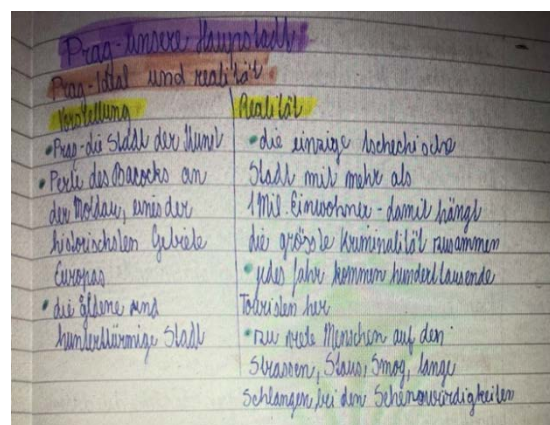 Prag - unsere Haupstadt
Prag - Idal und realität
Vorstellung
• Prag - die Stadt der Kunst
• Perle des Barocks an
der Moldau, eines der
historischsten Gebiete
Europas
• die gldene und
hunderttürmige Stadt
Realität
• die einzige tschechische
Stadt mit mehr als
1 Mil. Einwohner - damit hängt
die grösste Kriminalität zusammen
• jedes Jahr kommen hunderttausende
Touristen her
• zu viele Menschen auf den
Strassen, Staus, Smog, lange
Schlangen bei den Sehenswürdigkeiten